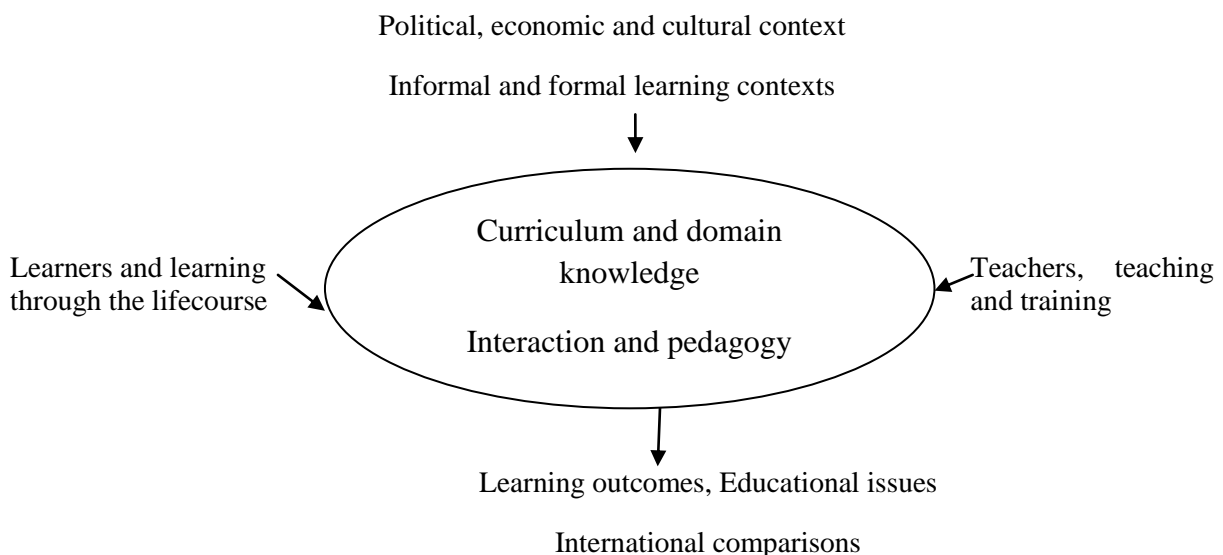 Political, economic and cultural context
Informal and formal learning contexts
Curriculum and domain
knowledge
Interaction and pedagogy
Learners and learning
through the lifecourse
Teachers, teaching
and training
Learning outcomes, Educational issues
International comparisons